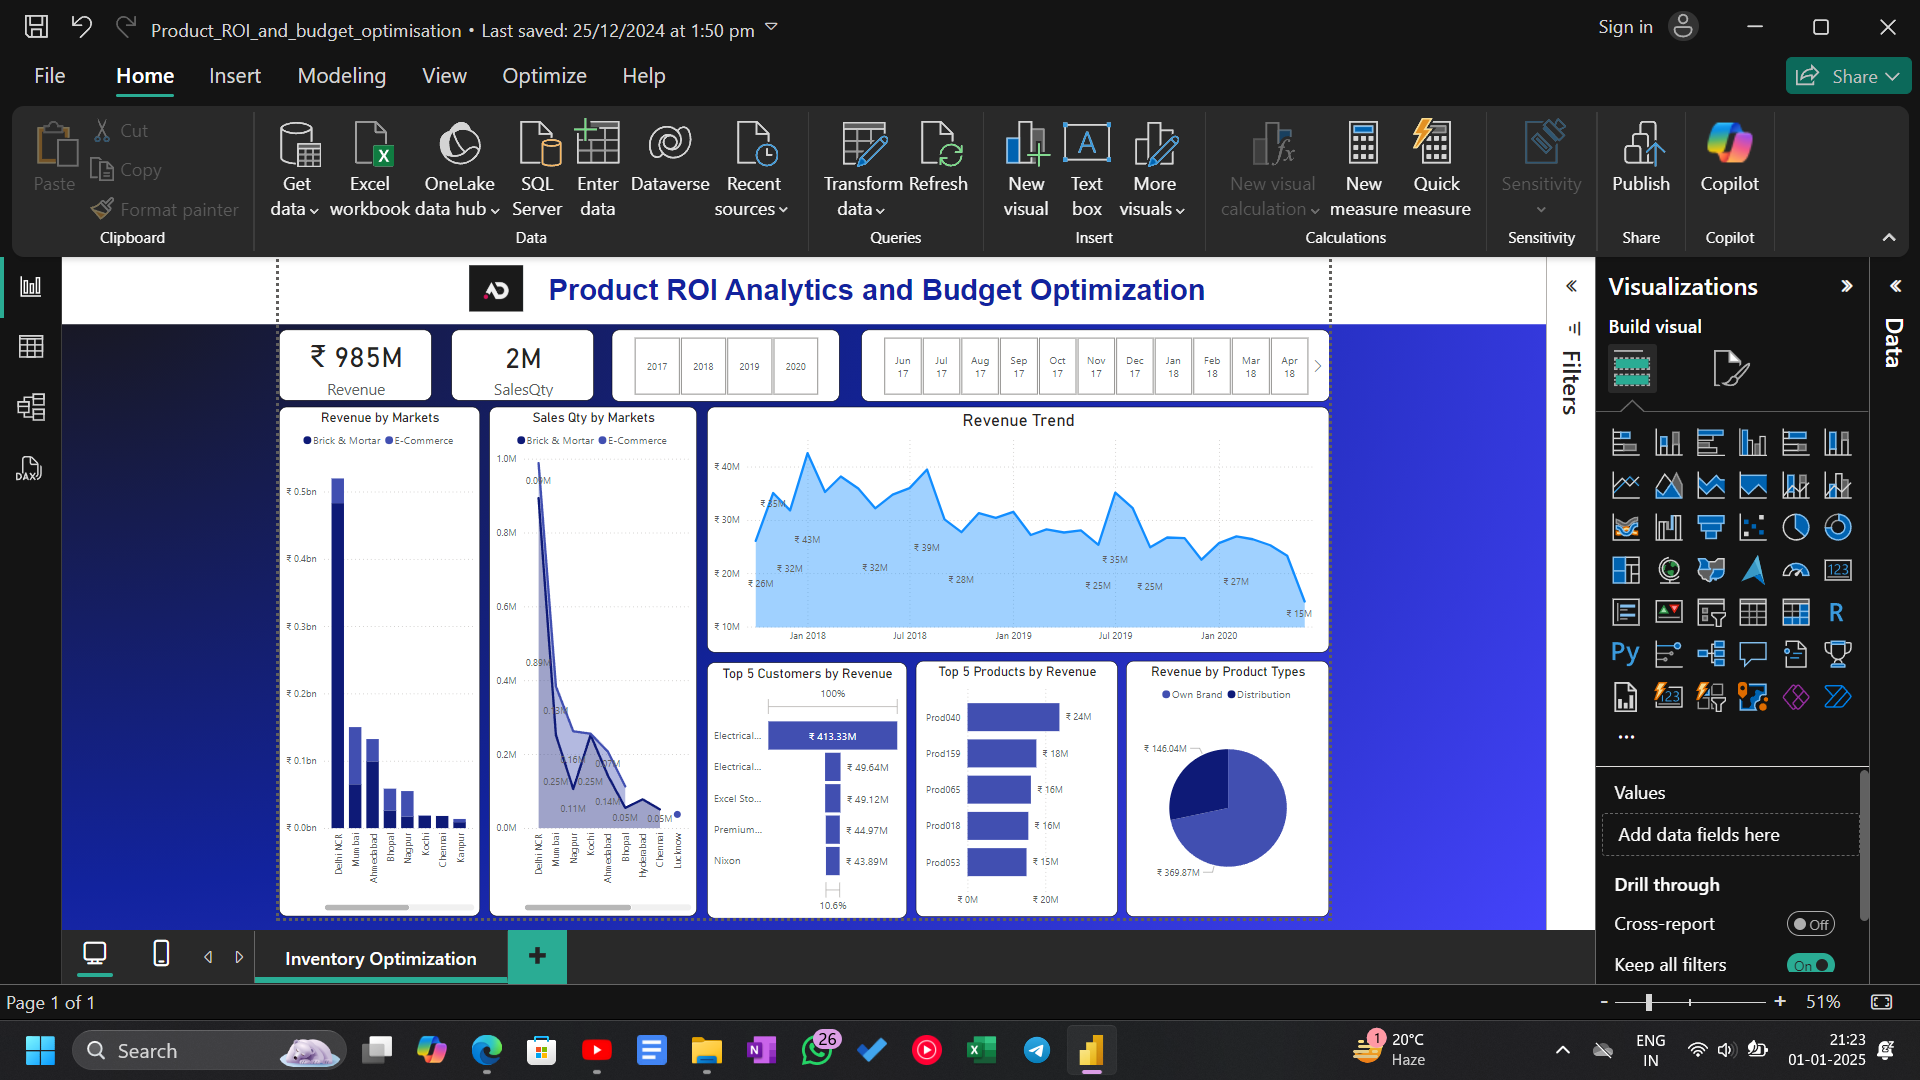 Product_ROI_and_budget_optimisation • Last saved: 25/12/2024 at 1:50 pm
Sign in
File Home Insert Modeling View Optimize Help
Share
Paste
Cut
Copy
Format painter
Clipboard
Get data
Excel workbook
OneLake data hub
SQL Server
Enter data
Dataverse
Recent sources
Data
Transform data
Refresh
Queries
New visual
Text box
More visuals
Insert
New visual calculation
New measure
Quick measure
Calculations
Sensitivity
Sensitivity
Publish
Share
Copilot
Copilot
Product ROI Analytics and Budget Optimization
₹ 985M
Revenue
2M
SalesQty
2017 2018 2019 2020
Jun 17 Jul 17 Aug 17 Sep 17 Oct 17 Nov 17 Dec 17 Jan 18 Feb 18 Mar 18 Apr 18
Revenue by Markets
Brick & Mortar E-Commerce
₹ 0.5bn
₹ 0.4bn
₹ 0.3bn
₹ 0.2bn
₹ 0.1bn
₹ 0.0bn
Delhi NCR Mumbai Ahmedabad Bhopal Nagpur Kochi Chennai Kanpur
Sales Qty by Markets
Brick & Mortar E-Commerce
1.0M
0.8M
0.6M
0.4M
0.2M
0.0M
0.09M
0.89M
0.13M
0.16M
0.07M
0.25M
0.25M
0.11M
0.14M
0.05M
0.05M
Delhi NCR Mumbai Nagpur Kochi Ahmedabad Bhopal Hyderabad Chennai Lucknow
Revenue Trend
₹ 40M
₹ 30M
₹ 20M
₹ 10M
₹ 35M
₹ 43M
₹ 39M
₹ 35M
₹ 32M
₹ 32M
₹ 26M
₹ 28M
₹ 25M
₹ 25M
₹ 27M
₹ 15M
Jan 2018 Jul 2018 Jan 2019 Jul 2019 Jan 2020
Top 5 Customers by Revenue
100%
Electrical... ₹ 413.33M
Electrical... ₹ 49.64M
Excel Sto... ₹ 49.12M
Premium... ₹ 44.97M
Nixon ₹ 43.89M
10.6%
Top 5 Products by Revenue
Prod040 ₹ 24M
Prod159 ₹ 18M
Prod065 ₹ 16M
Prod018 ₹ 16M
Prod053 ₹ 15M
₹ 0M ₹ 20M
Revenue by Product Types
Own Brand Distribution
₹ 146.04M
₹ 369.87M
Filters
Visualizations
Build visual
123
R
Py
123
Values
Add data fields here
Drill through
Cross-report Off
Keep all filters On
Data
DAX
Inventory Optimization
Page 1 of 1
- + 51%
Search
26
1
20°C
Haze
ENG
IN
21:23
01-01-2025